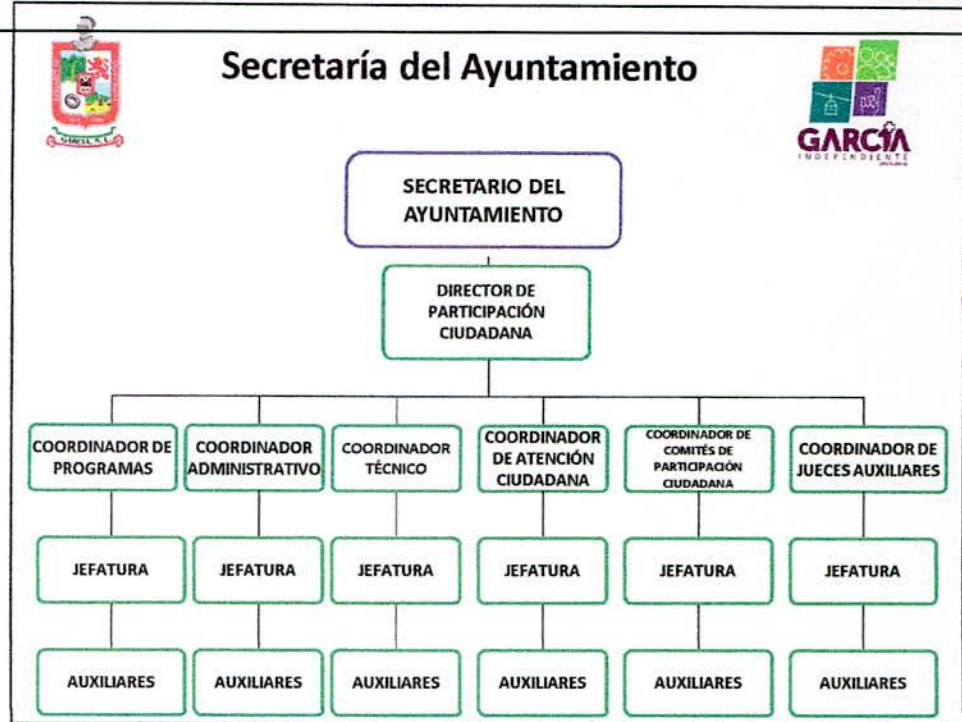 Secretaría del Ayuntamiento
GARCIA, N. L.
GARCÍA
INDEPENDIENTE
SECRETARIO DEL
AYUNTAMIENTO
DIRECTOR DE
PARTICIPACIÓN
CIUDADANA
COORDINADOR DE
PROGRAMAS
COORDINADOR
ADMINISTRATIVO
COORDINADOR
TÉCNICO
COORDINADOR
DE ATENCIÓN
CIUDADANA
COORDINADOR DE
COMITÉS DE
PARTICIPACIÓN
CIUDADANA
COORDINADOR DE
JUECES AUXILIARES
JEFATURA
JEFATURA
JEFATURA
JEFATURA
JEFATURA
JEFATURA
AUXILIARES
AUXILIARES
AUXILIARES
AUXILIARES
AUXILIARES
AUXILIARES